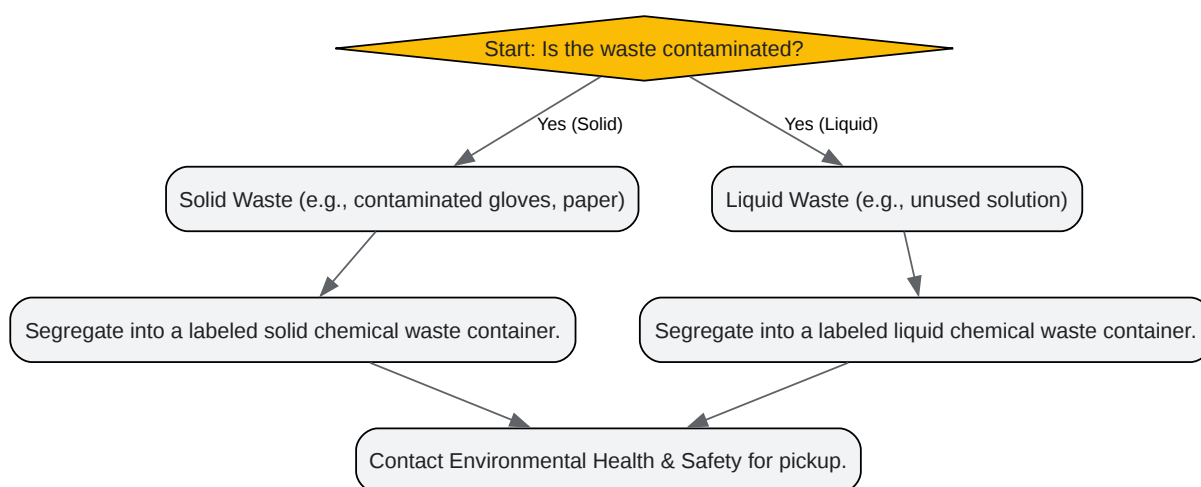 Start: Is the waste contaminated?
Yes (Solid)
Yes (Liquid)
Solid Waste (e.g., contaminated gloves, paper)
Liquid Waste (e.g., unused solution)
Segregate into a labeled solid chemical waste container.
Segregate into a labeled liquid chemical waste container.
Contact Environmental Health & Safety for pickup.